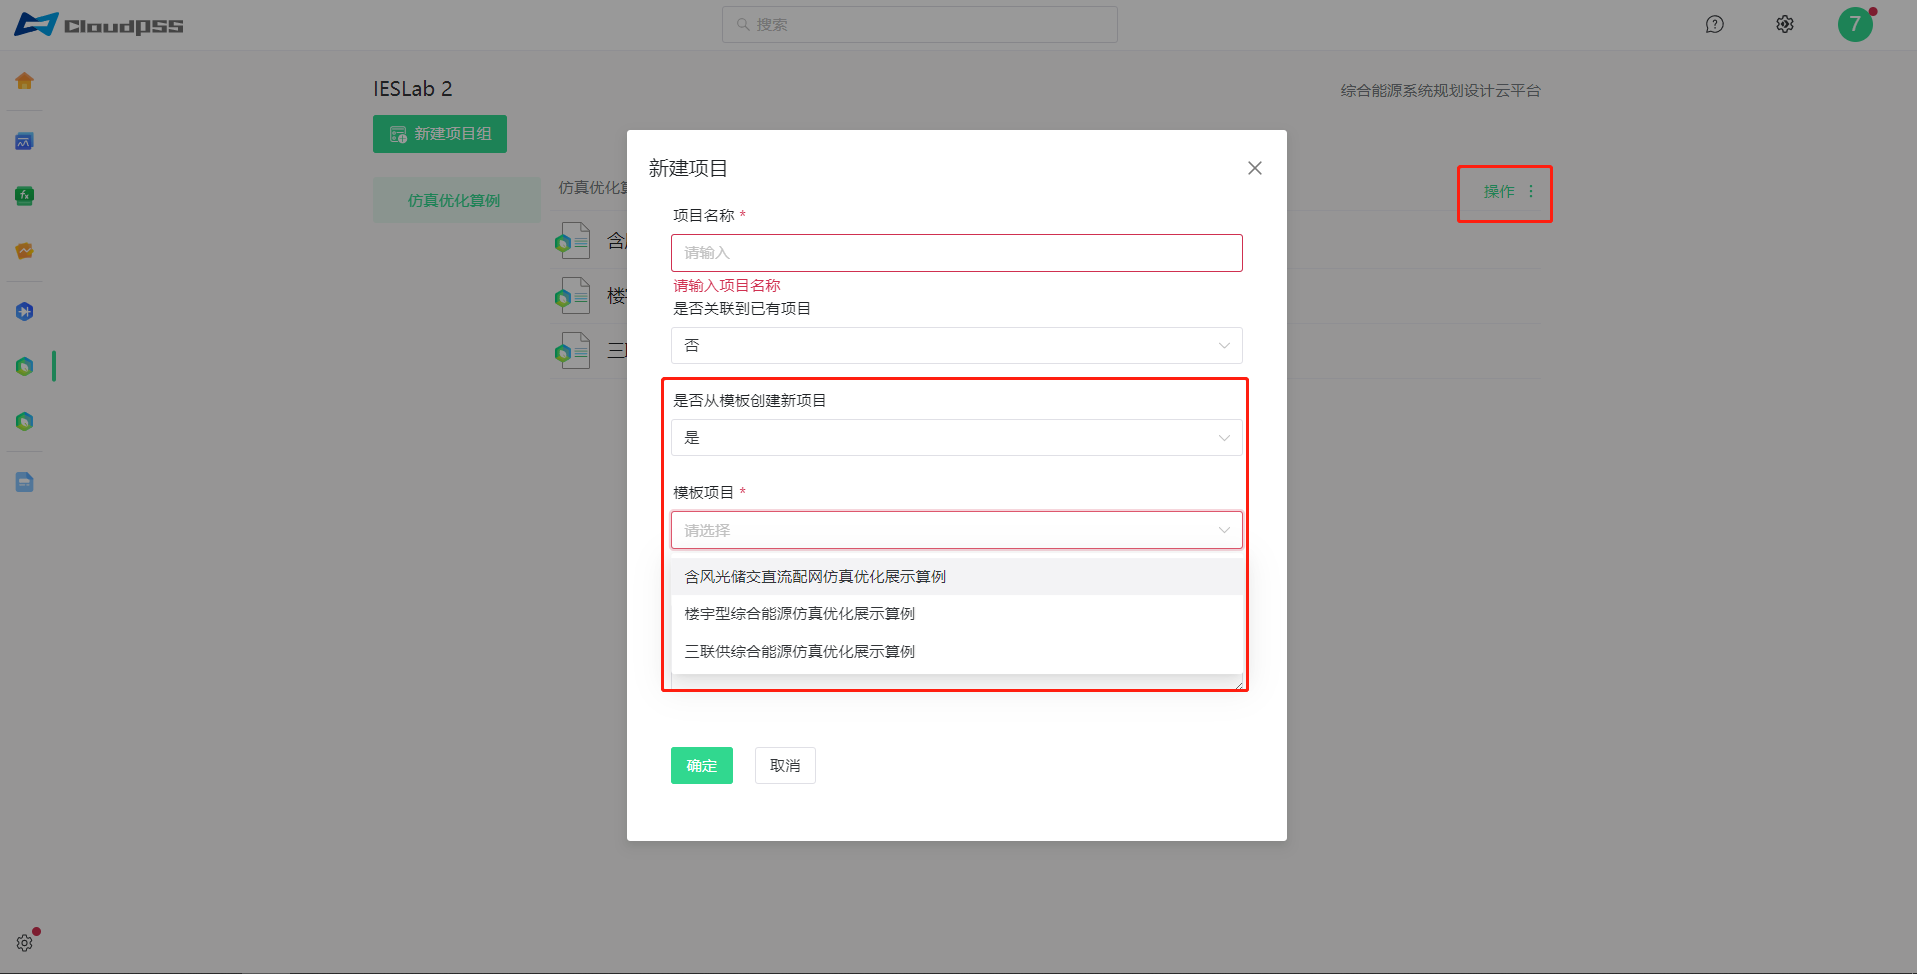 CloudPSS
搜索
7
IESLab 2
综合能源系统规划设计云平台
新建项目组
仿真优化算例
仿真优化算
操作
含
楼
三
新建项目
项目名称 *
请输入
请输入项目名称
是否关联到已有项目
否
是否从模板创建新项目
是
模板项目 *
请选择
含风光储交直流配网仿真优化展示算例
楼宇型综合能源仿真优化展示算例
三联供综合能源仿真优化展示算例
确定
取消